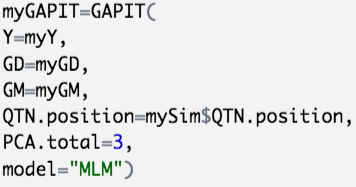 myGAPIT=GAPIT(
Y=myY,
GD=myGD,
GM=myGM,
QTN.position=mySim$QTN.position,
PCA.total=3,
model="MLM")